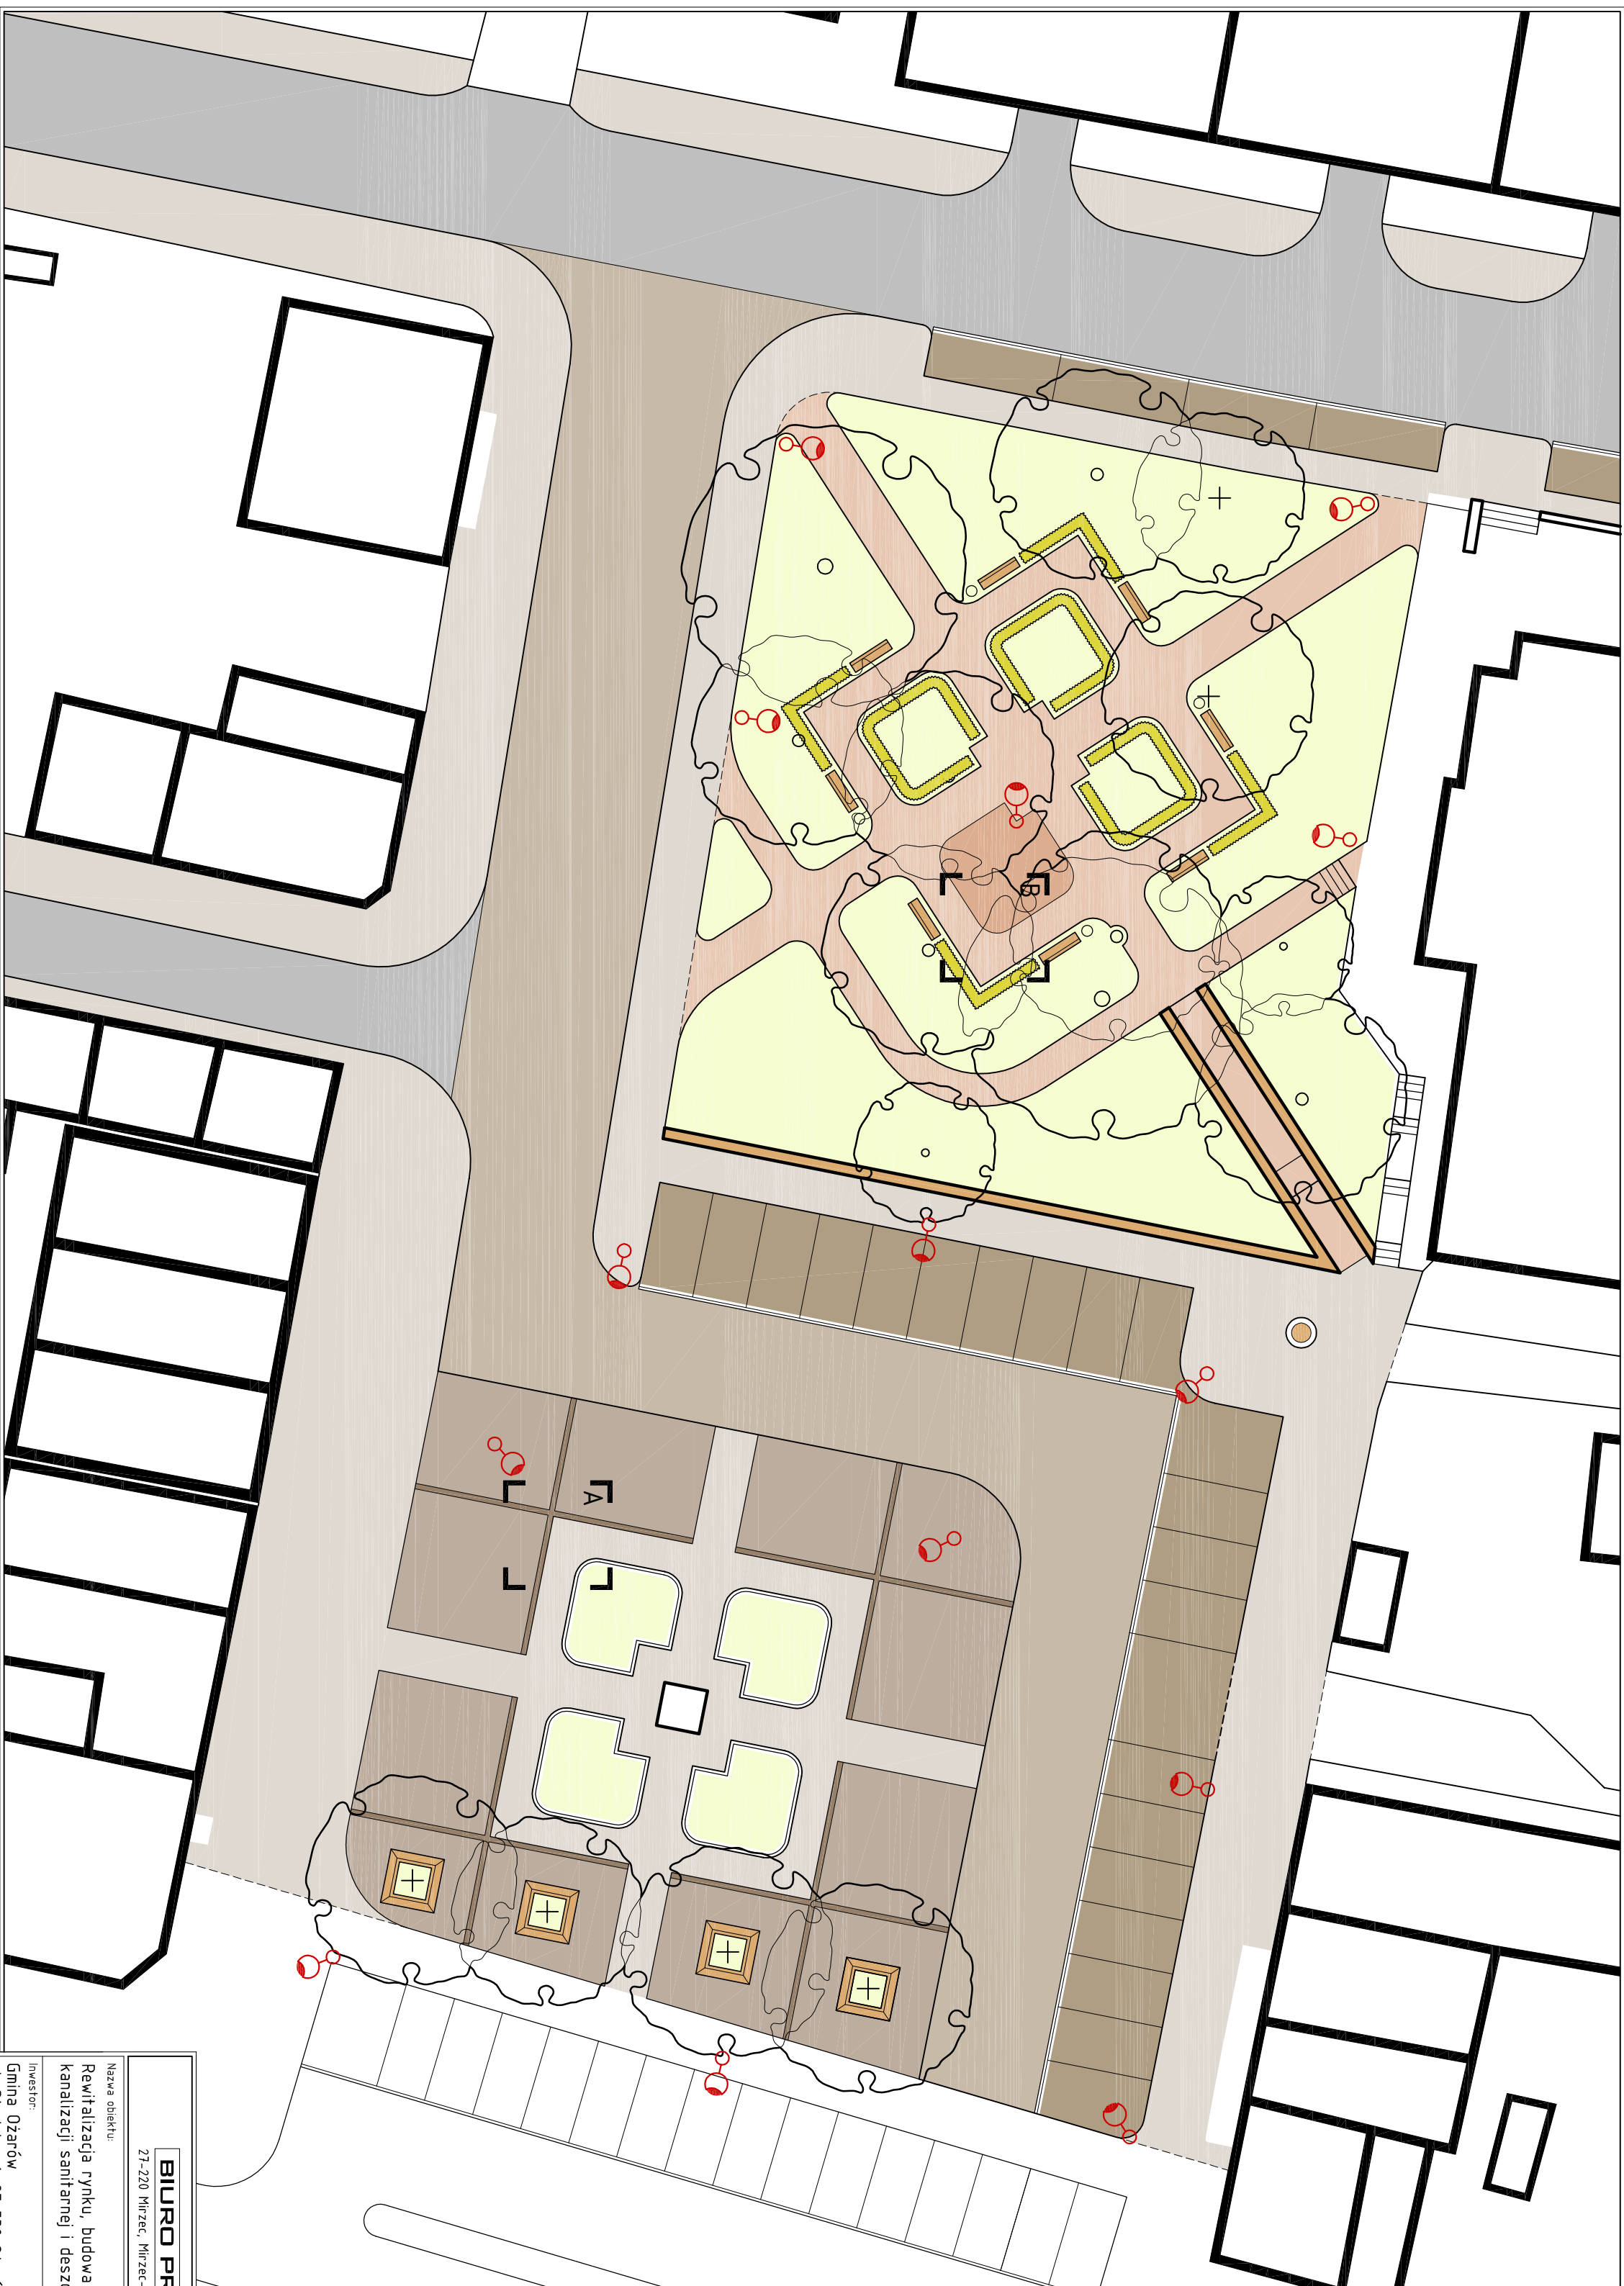 B
A
BIURO PR
27-220 Mirzec, Mirzec-
Nazwa obiektu:
Rewitalizacja rynku, budowa
kanalizacji sanitarnej i deszc
Inwestor:
Gmina Ożarów